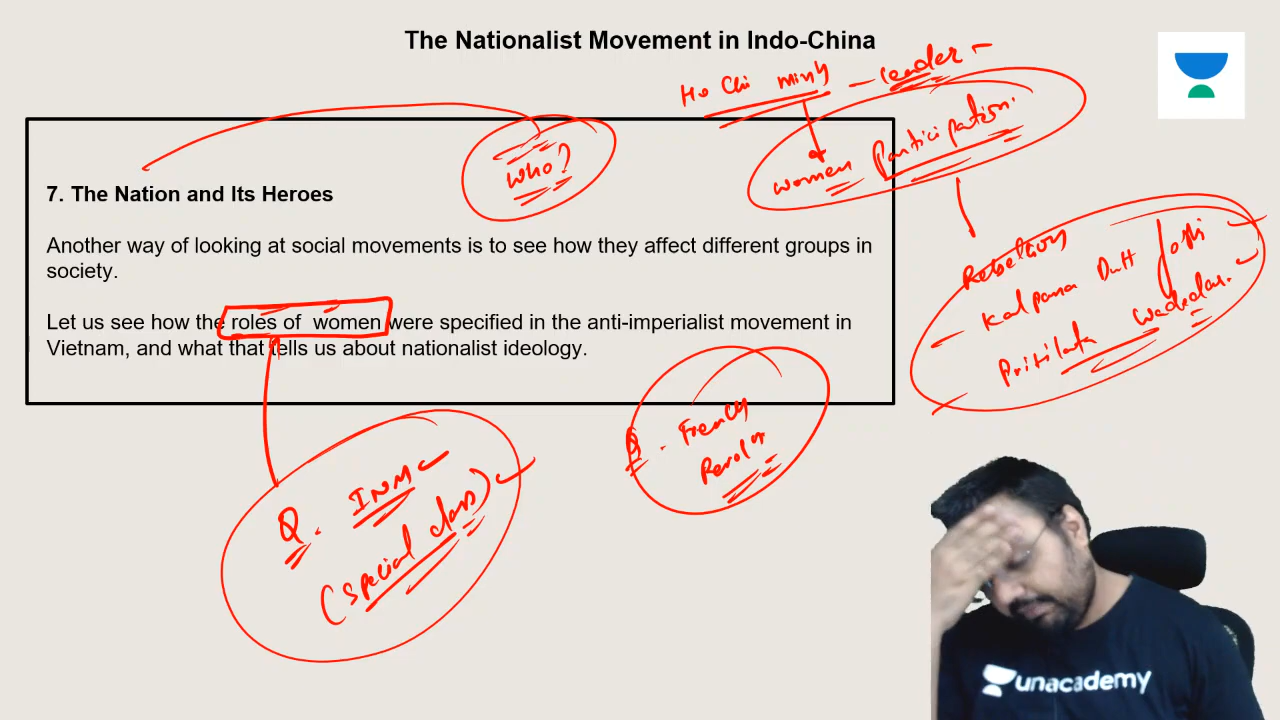 The Nationalist Movement in Indo-China
Ho Chi Minh - leader -
Women Participation.
Who?
7. The Nation and Its Heroes
Another way of looking at social movements is to see how they affect different groups in
society.
Rebellion
Kalpana Dutt Joshi
Pritilata Wadedar.
Let us see how the roles of women were specified in the anti-imperialist movement in
Vietnam, and what that tells us about nationalist ideology.
Q. French
Revolun
Q. INM
(special class)
unacademy